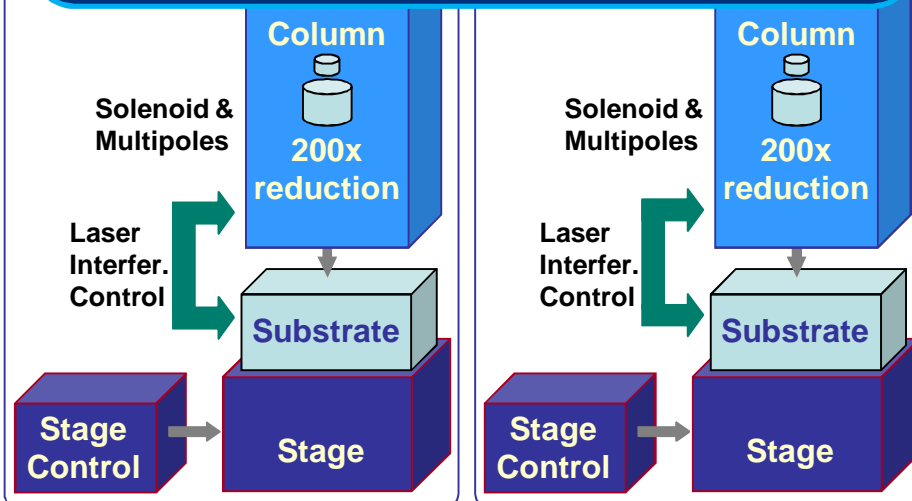 Column
Solenoid &
Multipoles
200x
reduction
Laser
Interfer.
Control
Substrate
Stage
Control
Stage
Column
Solenoid &
Multipoles
200x
reduction
Laser
Interfer.
Control
Substrate
Stage
Control
Stage